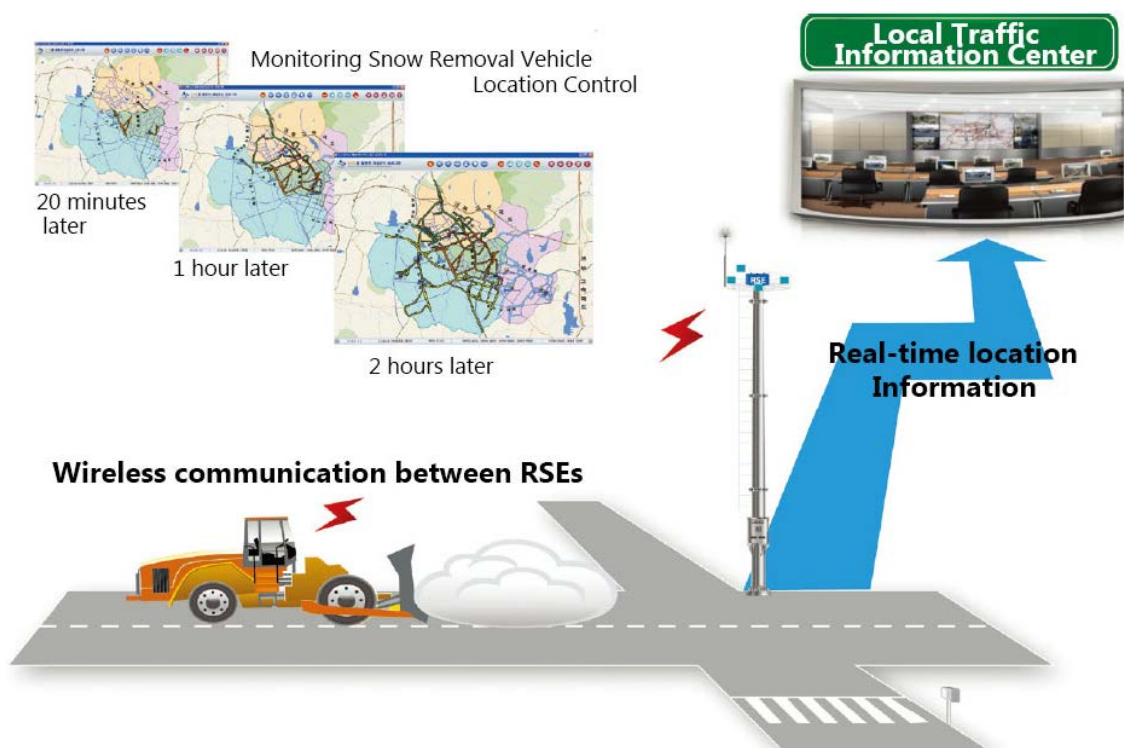 Monitoring Snow Removal Vehicle
Location Control
20 minutes
later
1 hour later
2 hours later
Local Traffic
Information Center
RSE
Real-time location
Information
Wireless communication between RSEs